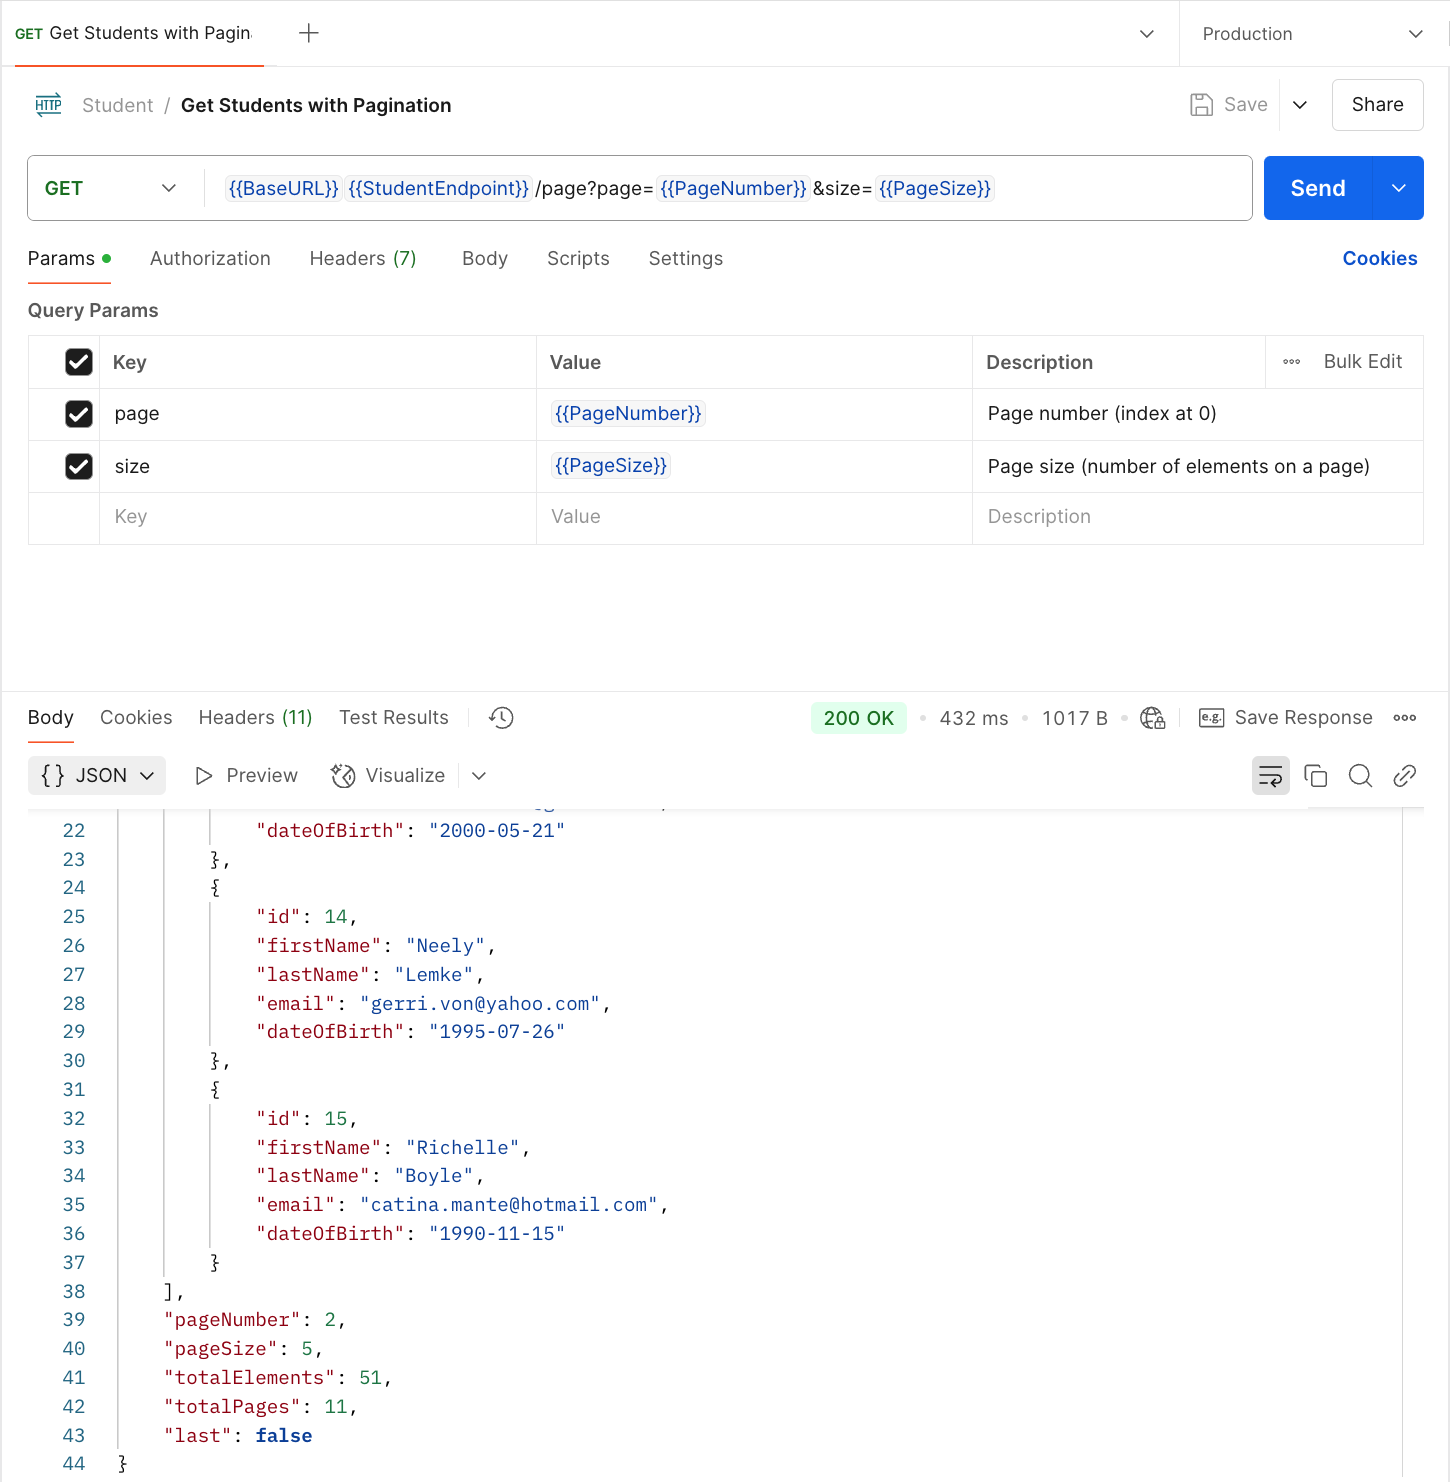 GET Get Students with Pagin
Production
HTTP Student / Get Students with Pagination
Save
Share
GET {{BaseURL}} {{StudentEndpoint}} /page?page= {{PageNumber}} &size= {{PageSize}}
Send
Params Authorization Headers (7) Body Scripts Settings Cookies
Query Params
Key Value Description Bulk Edit
page {{PageNumber}} Page number (index at 0)
size {{PageSize}} Page size (number of elements on a page)
Key Value Description
Body Cookies Headers (11) Test Results 200 OK 432 ms 1017 B e.g. Save Response
{} JSON Preview Visualize
22 "dateOfBirth": "2000-05-21"
23 },
24 {
25 "id": 14,
26 "firstName": "Neely",
27 "lastName": "Lemke",
28 "email": "gerri.von@yahoo.com",
29 "dateOfBirth": "1995-07-26"
30 },
31 {
32 "id": 15,
33 "firstName": "Richelle",
34 "lastName": "Boyle",
35 "email": "catina.mante@hotmail.com",
36 "dateOfBirth": "1990-11-15"
37 }
38 ],
39 "pageNumber": 2,
40 "pageSize": 5,
41 "totalElements": 51,
42 "totalPages": 11,
43 "last": false
44 }